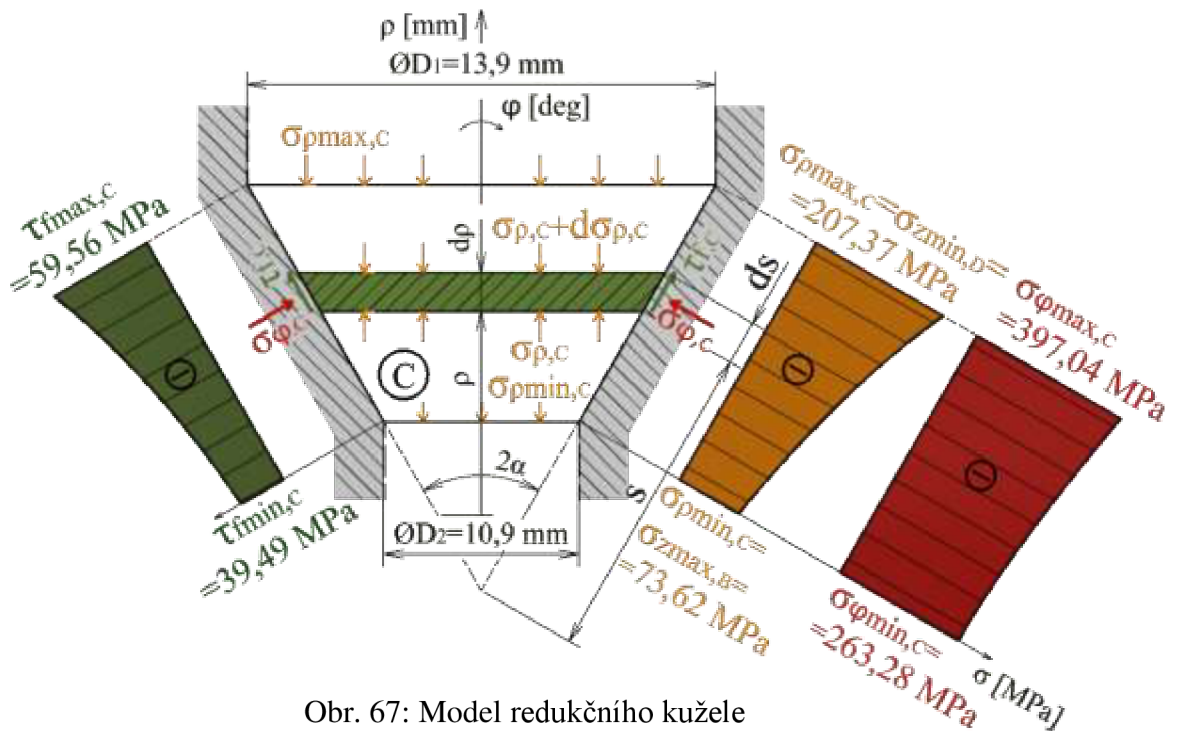 ρ [mm]
ØD1=13,9 mm
φ [deg]
σρmax,C
σρmax,C=σzmin,D=
=207,37 MPa
τfmax,C
=59,56 MPa
dρ
σρ,C+dσρ,C
ds
σφmax,C
=397,04 MPa
τf,C
τf,C
σφ,C
σφ,C
C
ρ
σρ,C
σρmin,C
2α
s
ØD2=10,9 mm
τfmin,C
=39,49 MPa
σρmin,C=
σzmax,B=
=73,62 MPa
σφmin,C=
=263,28 MPa
σ [MPa]
Obr. 67: Model redukčního kužele